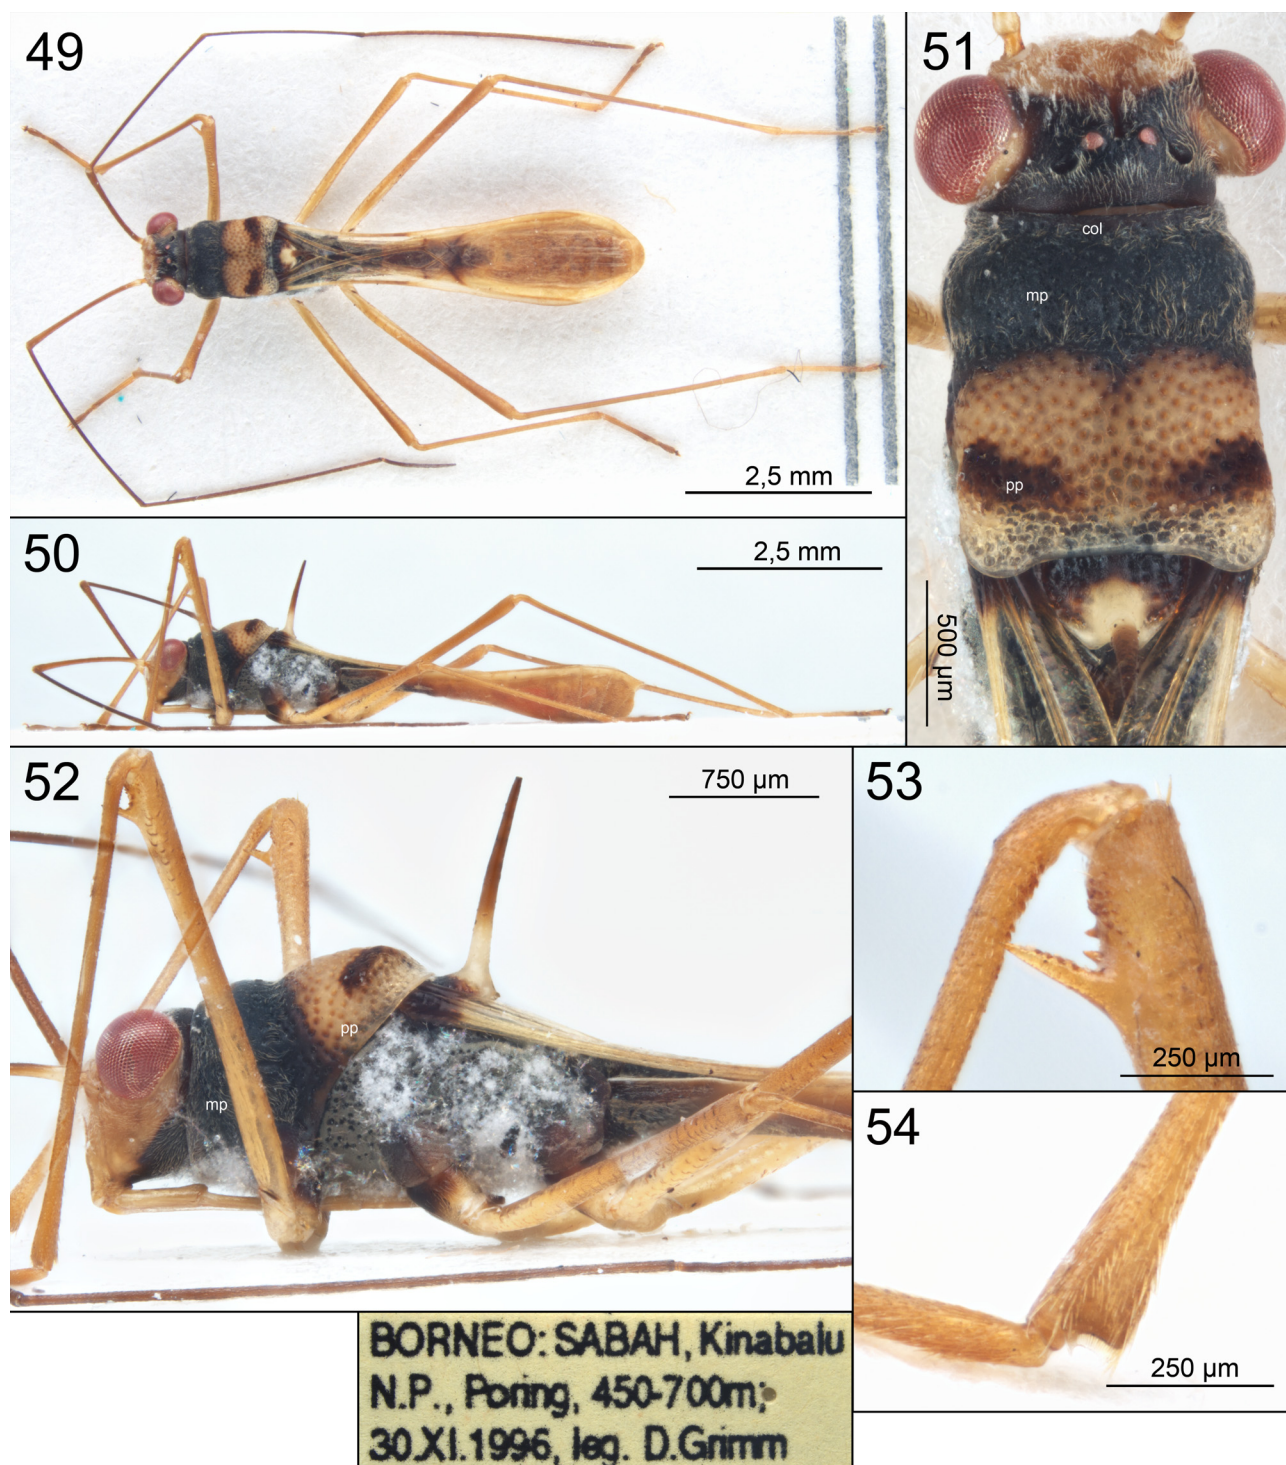 49
2,5 mm
50
2,5 mm
51
col
mp
pp
500 µm
52
750 µm
pp
mp
53
250 µm
54
250 µm
BORNEO: SABAH, Kinabalu
N.P., Poring, 450-700m;
30.XI.1996, leg. D.Grimm